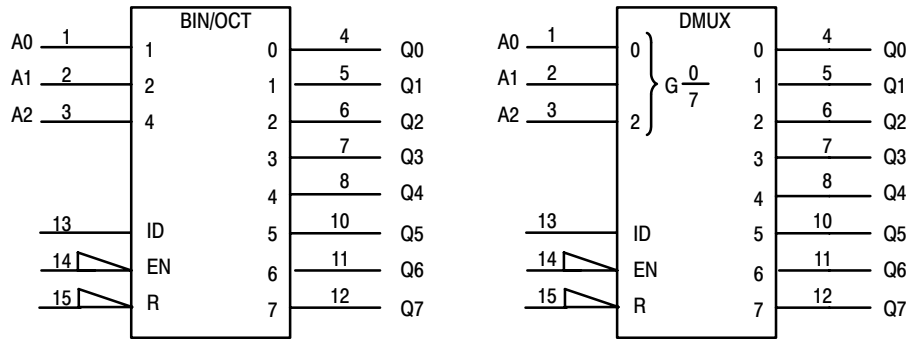 BIN/OCT
A0 1 1 0 4 Q0
A1 2 2 1 5 Q1
A2 3 4 2 6 Q2
3 7 Q3
4 8 Q4
13 ID 5 10 Q5
14 EN 6 11 Q6
15 R 7 12 Q7
DMUX
A0 1 0 0 4 Q0
A1 2 G 0/7 1 5 Q1
A2 3 2 2 6 Q2
3 7 Q3
4 8 Q4
13 ID 5 10 Q5
14 EN 6 11 Q6
15 R 7 12 Q7